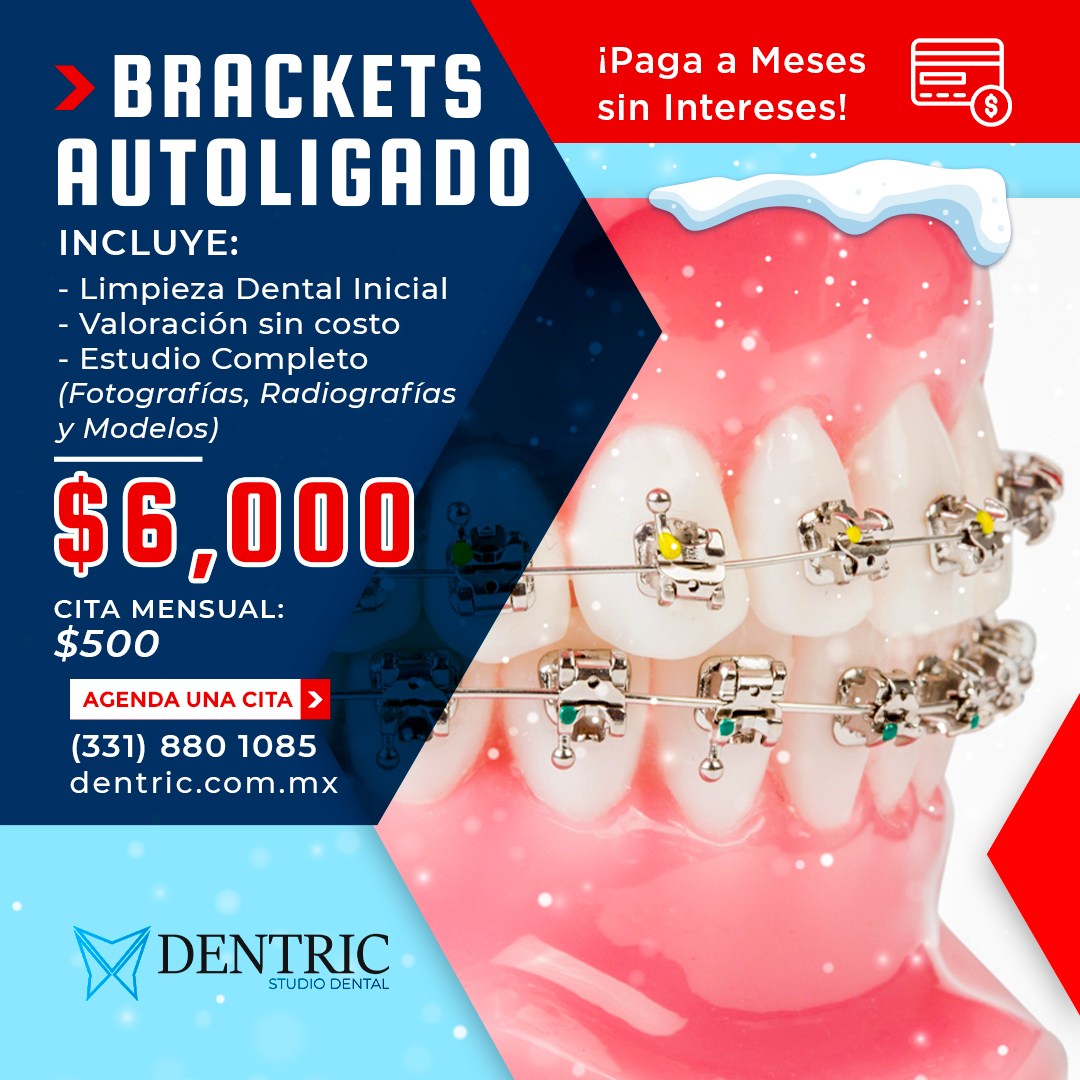 BRACKETS
AUTOLIGADO
INCLUYE:
- Limpieza Dental Inicial
- Valoración sin costo
- Estudio Completo
(Fotografías, Radiografías
y Modelos)
$6,000
CITA MENSUAL:
$500
AGENDA UNA CITA
(331) 880 1085
dentric.com.mx
¡Paga a Meses
sin Intereses!
$
DENTRIC
STUDIO DENTAL